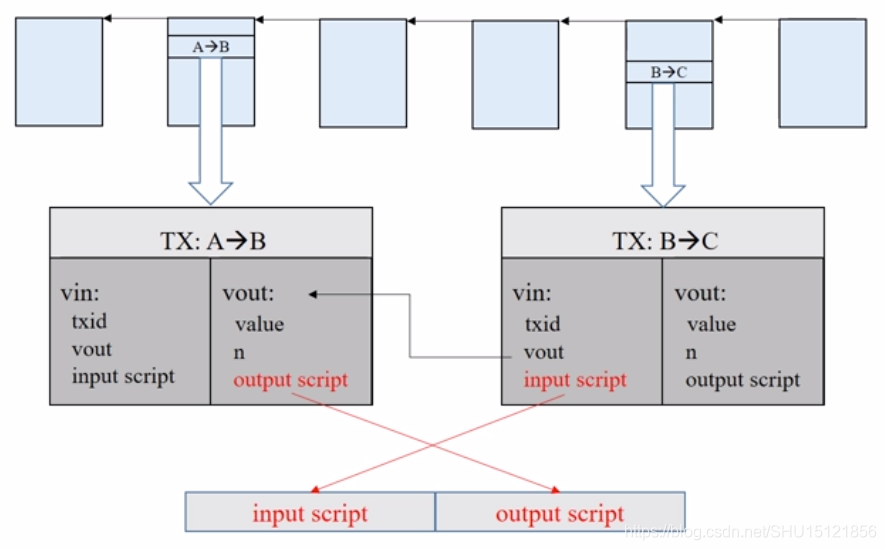 A→B
B→C
TX: A→B
vin:
txid
vout
input script
vout:
value
n
output script
TX: B→C
vin:
txid
vout
input script
vout:
value
n
output script
input script
output script
https://blog.csdn.net/SHU15121856